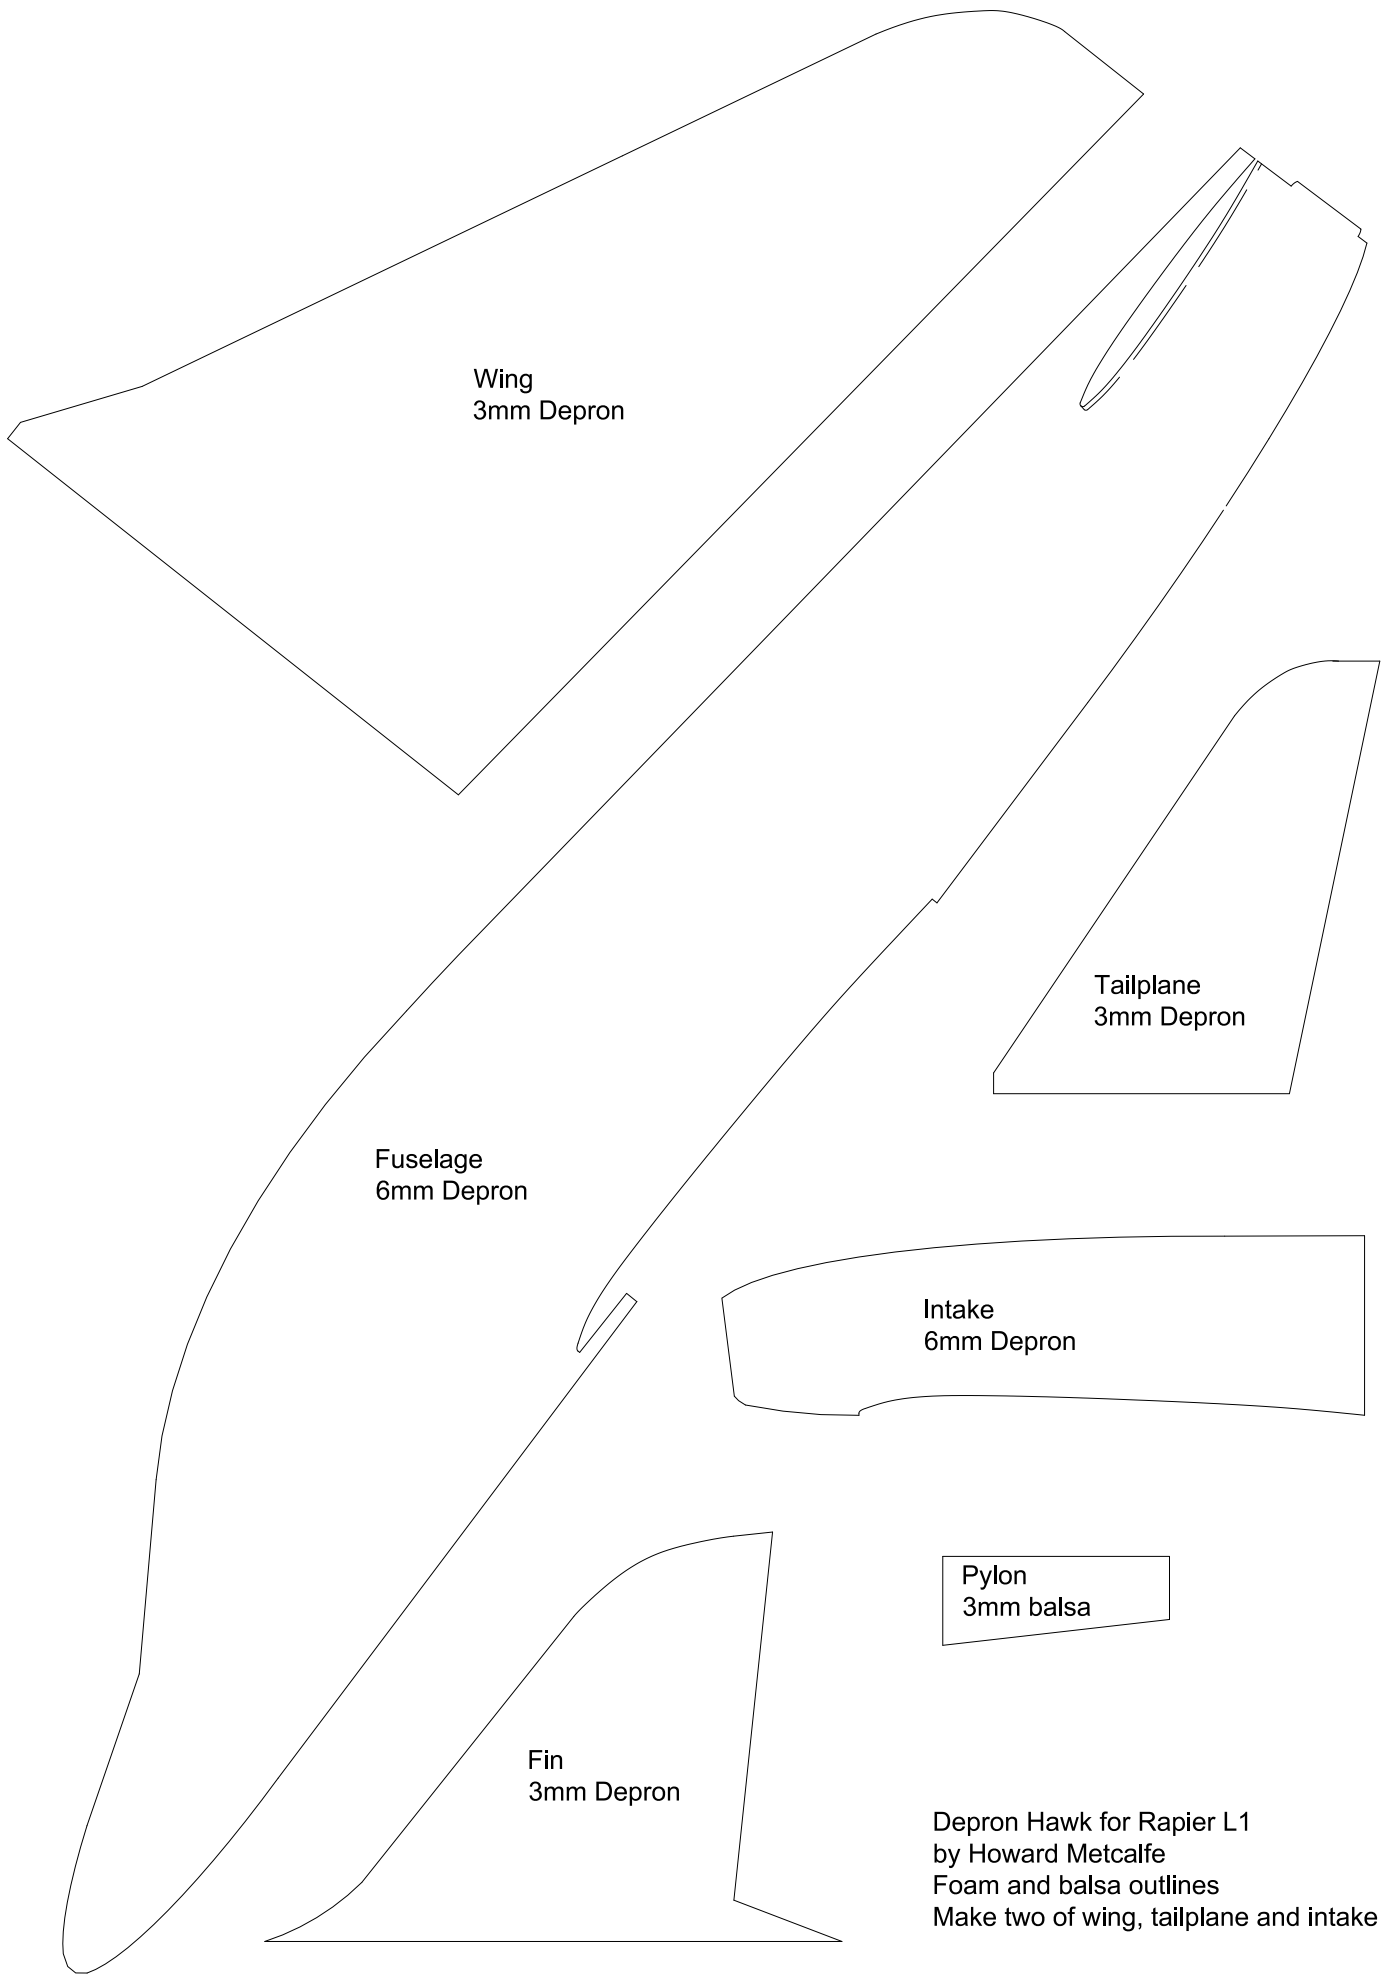 Wing
3mm Depron
Tailplane
3mm Depron
Fuselage
6mm Depron
Intake
6mm Depron
Pylon
3mm balsa
Fin
3mm Depron
Depron Hawk for Rapier L1
by Howard Metcalfe
Foam and balsa outlines
Make two of wing, tailplane and intake